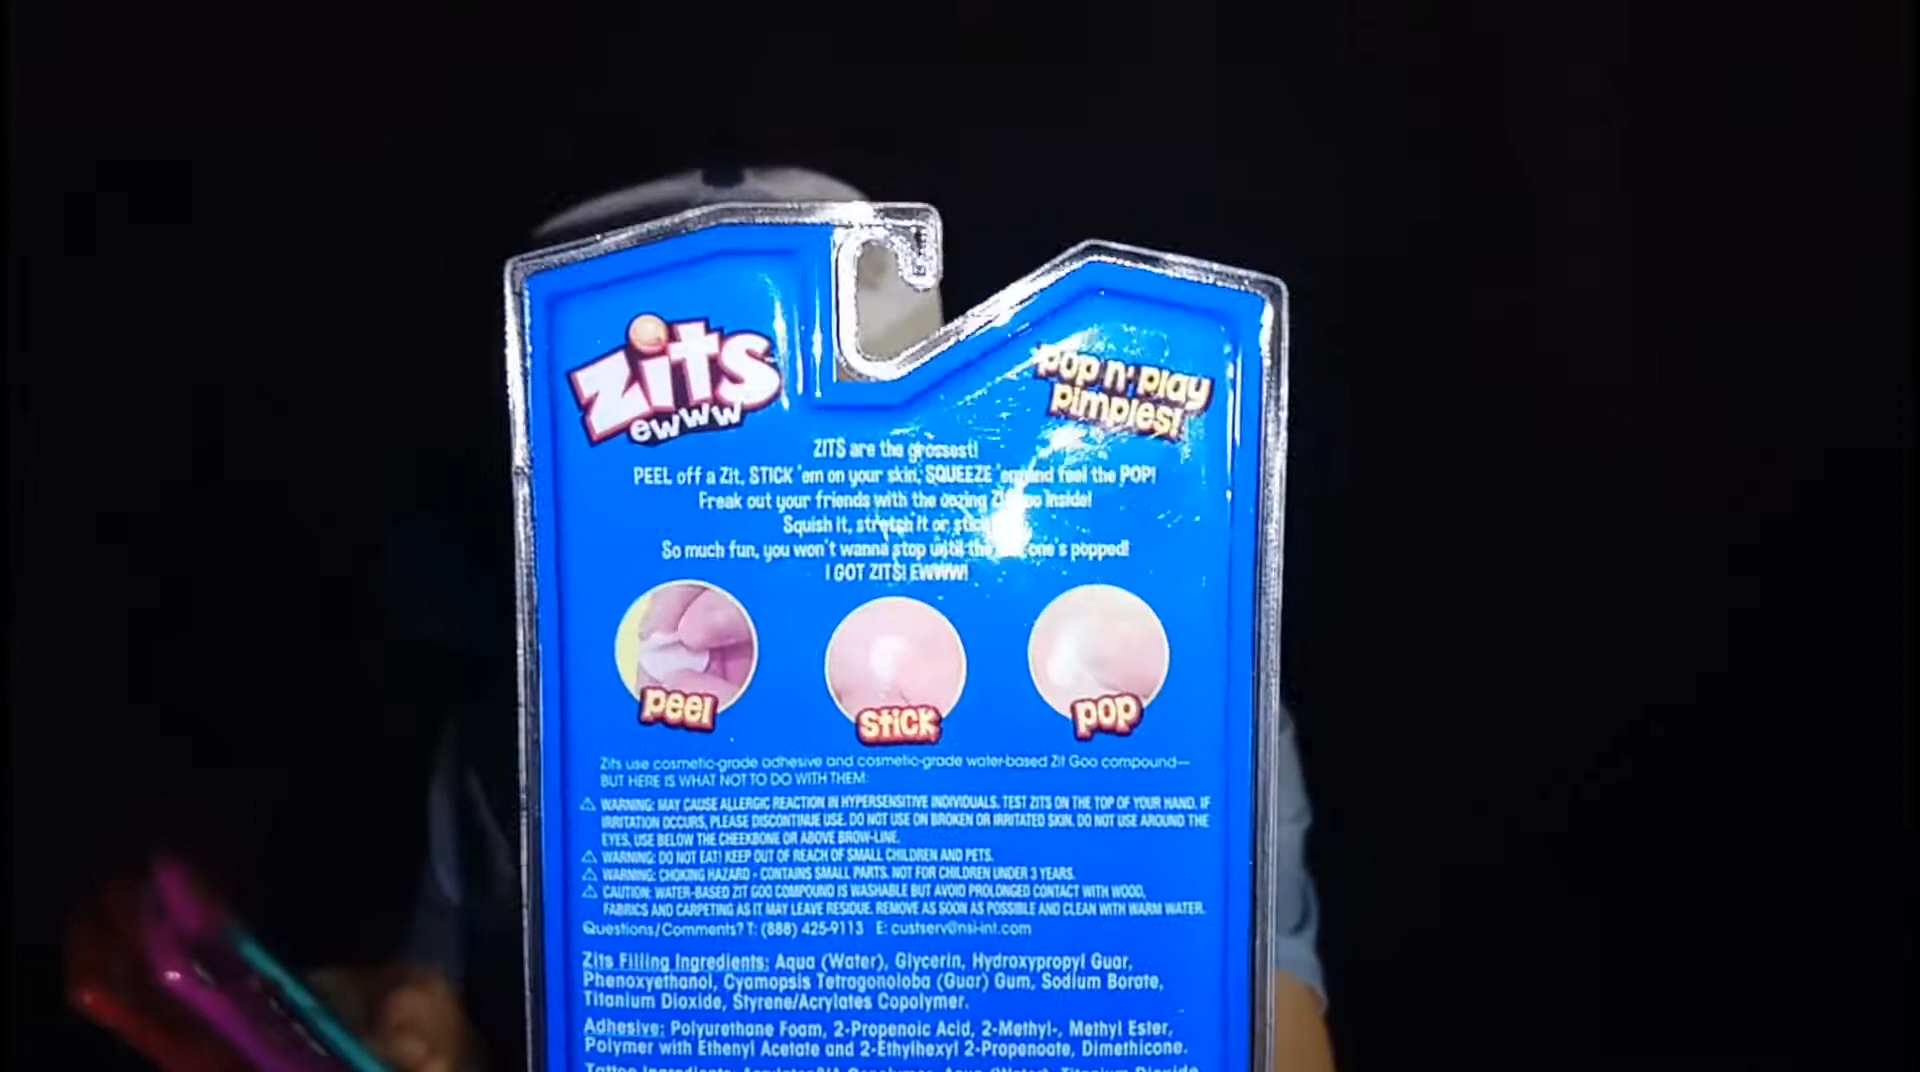 zits
ewww
pop n' play
pimples!
ZITS are the grossest!
PEEL off a Zit, STICK 'em on your skin, SQUEEZE 'em and feel the POP!
Freak out your friends with the oozing inside!
Squish it, stretch it or
So much fun, you won't wanna stop until the one's popped!
I GOT ZITS! EWWW!
peel
stick
pop
Zits use cosmetic-grade adhesive and cosmetic-grade water-based Zit Goo compound—
BUT HERE IS WHAT NOT TO DO WITH THEM:
⚠ WARNING: MAY CAUSE ALLERGIC REACTION IN HYPERSENSITIVE INDIVIDUALS. TEST ZITS ON THE TOP OF YOUR HAND. IF
IRRITATION OCCURS, PLEASE DISCONTINUE USE. DO NOT USE ON BROKEN OR IRRITATED SKIN. DO NOT USE AROUND THE
EYES, USE BELOW THE CHEEKBONE OR ABOVE BROW-LINE.
⚠ WARNING: DO NOT EAT! KEEP OUT OF REACH OF SMALL CHILDREN AND PETS.
⚠ WARNING: CHOKING HAZARD - CONTAINS SMALL PARTS. NOT FOR CHILDREN UNDER 3 YEARS.
⚠ CAUTION: WATER-BASED ZIT GOO COMPOUND IS WASHABLE BUT AVOID PROLONGED CONTACT WITH WOOD,
FABRICS AND CARPETING AS IT MAY LEAVE RESIDUE. REMOVE AS SOON AS POSSIBLE AND CLEAN WITH WARM WATER.
Questions/Comments? T: (888) 425-9113 E: custserv@nsi-int.com
Zits Filling Ingredients: Aqua (Water), Glycerin, Hydroxypropyl Guar,
Phenoxyethanol, Cyamopsis Tetragonoloba (Guar) Gum, Sodium Borate,
Titanium Dioxide, Styrene/Acrylates Copolymer.
Adhesive: Polyurethane Foam, 2-Propenoic Acid, 2-Methyl-, Methyl Ester,
Polymer with Ethenyl Acetate and 2-Ethylhexyl 2-Propenoate, Dimethicone.